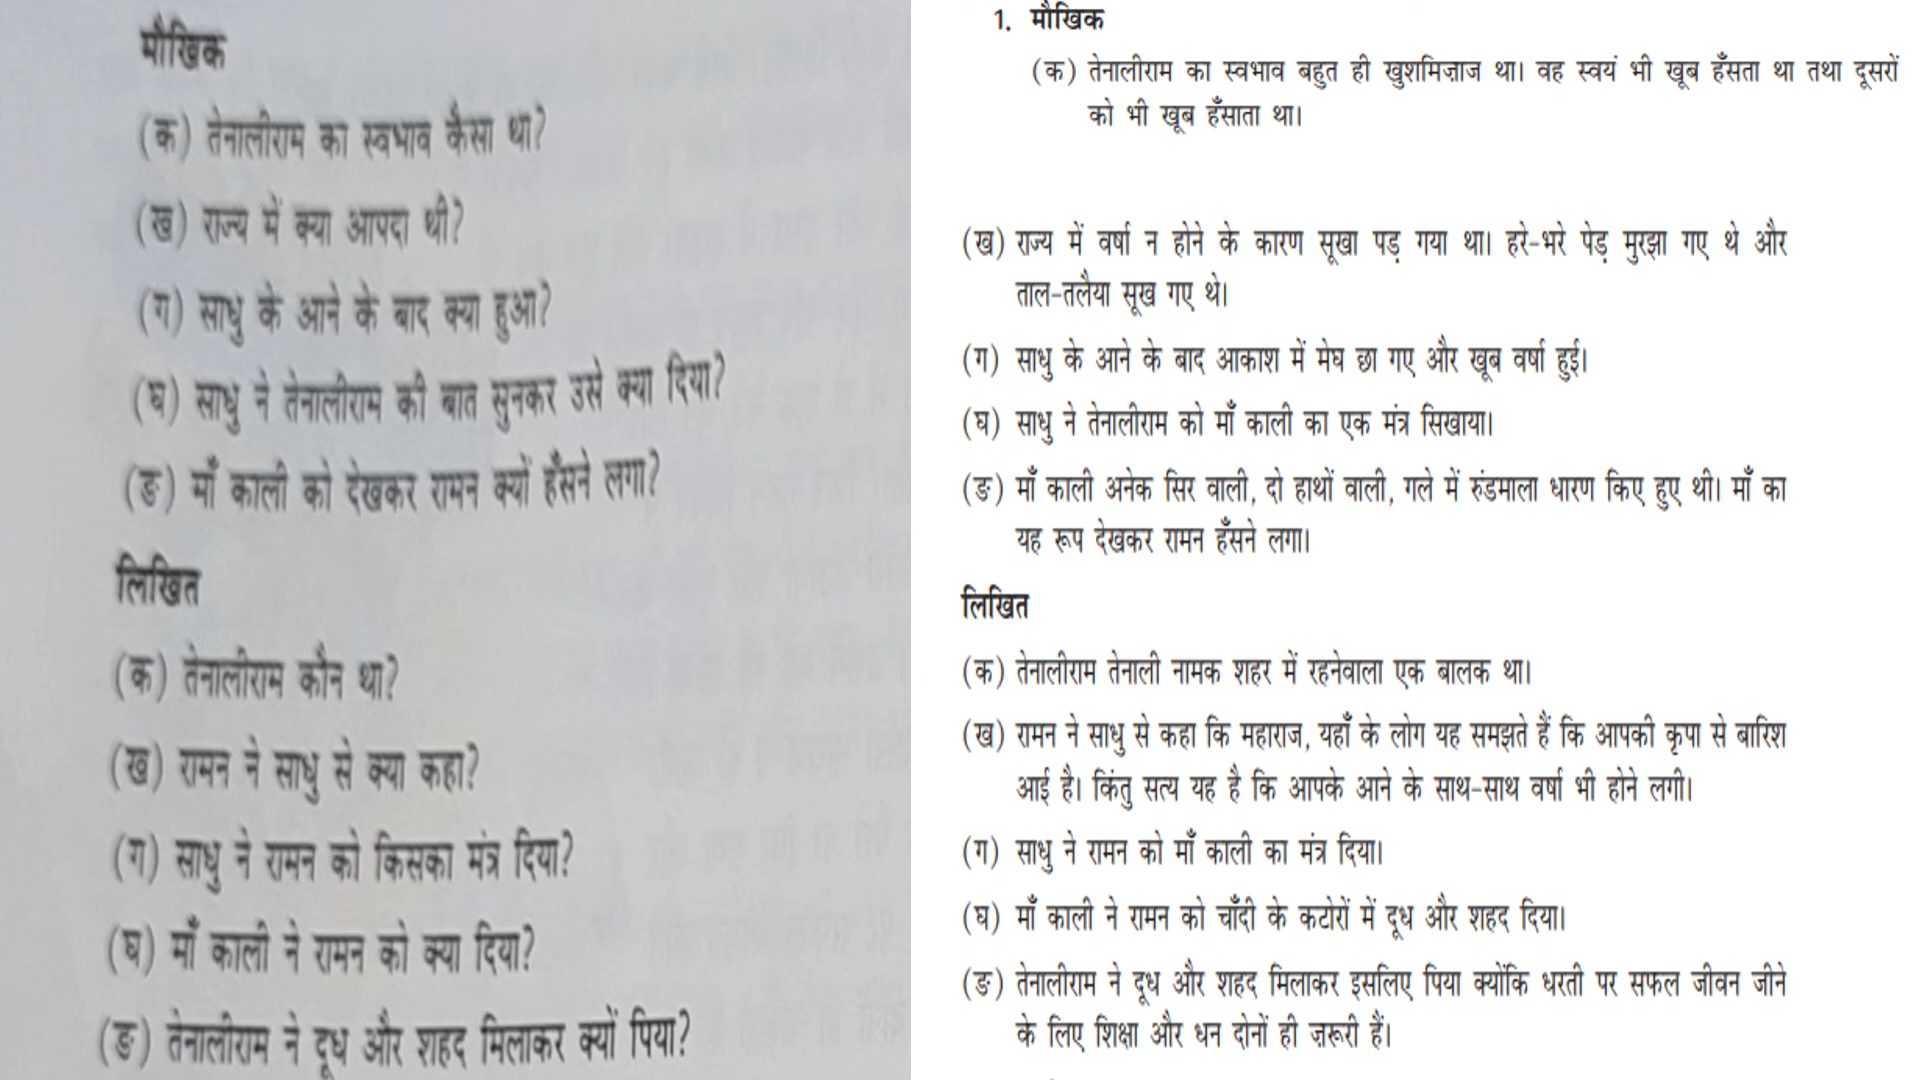 मौखिक
(क) तेनालीराम का स्वभाव कैसा था?
(ख) राज्य में क्या आपदा थी?
(ग) साधु के आने के बाद क्या हुआ?
(घ) साधु ने तेनालीराम की बात सुनकर उसे क्या दिया?
(ङ) माँ काली को देखकर रामन क्यों हँसने लगा?
लिखित
(क) तेनालीराम कौन था?
(ख) रामन ने साधु से क्या कहा?
(ग) साधु ने रामन को किसका मंत्र दिया?
(घ) माँ काली ने रामन को क्या दिया?
(ङ) तेनालीराम ने दूध और शहद मिलाकर क्यों पिया?
1. मौखिक
(क) तेनालीराम का स्वभाव बहुत ही खुशमिज़ाज था। वह स्वयं भी खूब हँसता था तथा दूसरों
को भी खूब हँसाता था।
(ख) राज्य में वर्षा न होने के कारण सूखा पड़ गया था। हरे-भरे पेड़ मुरझा गए थे और
ताल-तलैया सूख गए थे।
(ग) साधु के आने के बाद आकाश में मेघ छा गए और खूब वर्षा हुई।
(घ) साधु ने तेनालीराम को माँ काली का एक मंत्र सिखाया।
(ङ) माँ काली अनेक सिर वाली, दो हाथों वाली, गले में रुंडमाला धारण किए हुए थी। माँ का
यह रूप देखकर रामन हँसने लगा।
लिखित
(क) तेनालीराम तेनाली नामक शहर में रहनेवाला एक बालक था।
(ख) रामन ने साधु से कहा कि महाराज, यहाँ के लोग यह समझते हैं कि आपकी कृपा से बारिश
आई है। किंतु सत्य यह है कि आपके आने के साथ-साथ वर्षा भी होने लगी।
(ग) साधु ने रामन को माँ काली का मंत्र दिया।
(घ) माँ काली ने रामन को चाँदी के कटोरों में दूध और शहद दिया।
(ङ) तेनालीराम ने दूध और शहद मिलाकर इसलिए पिया क्योंकि धरती पर सफल जीवन जीने
के लिए शिक्षा और धन दोनों ही ज़रूरी हैं।